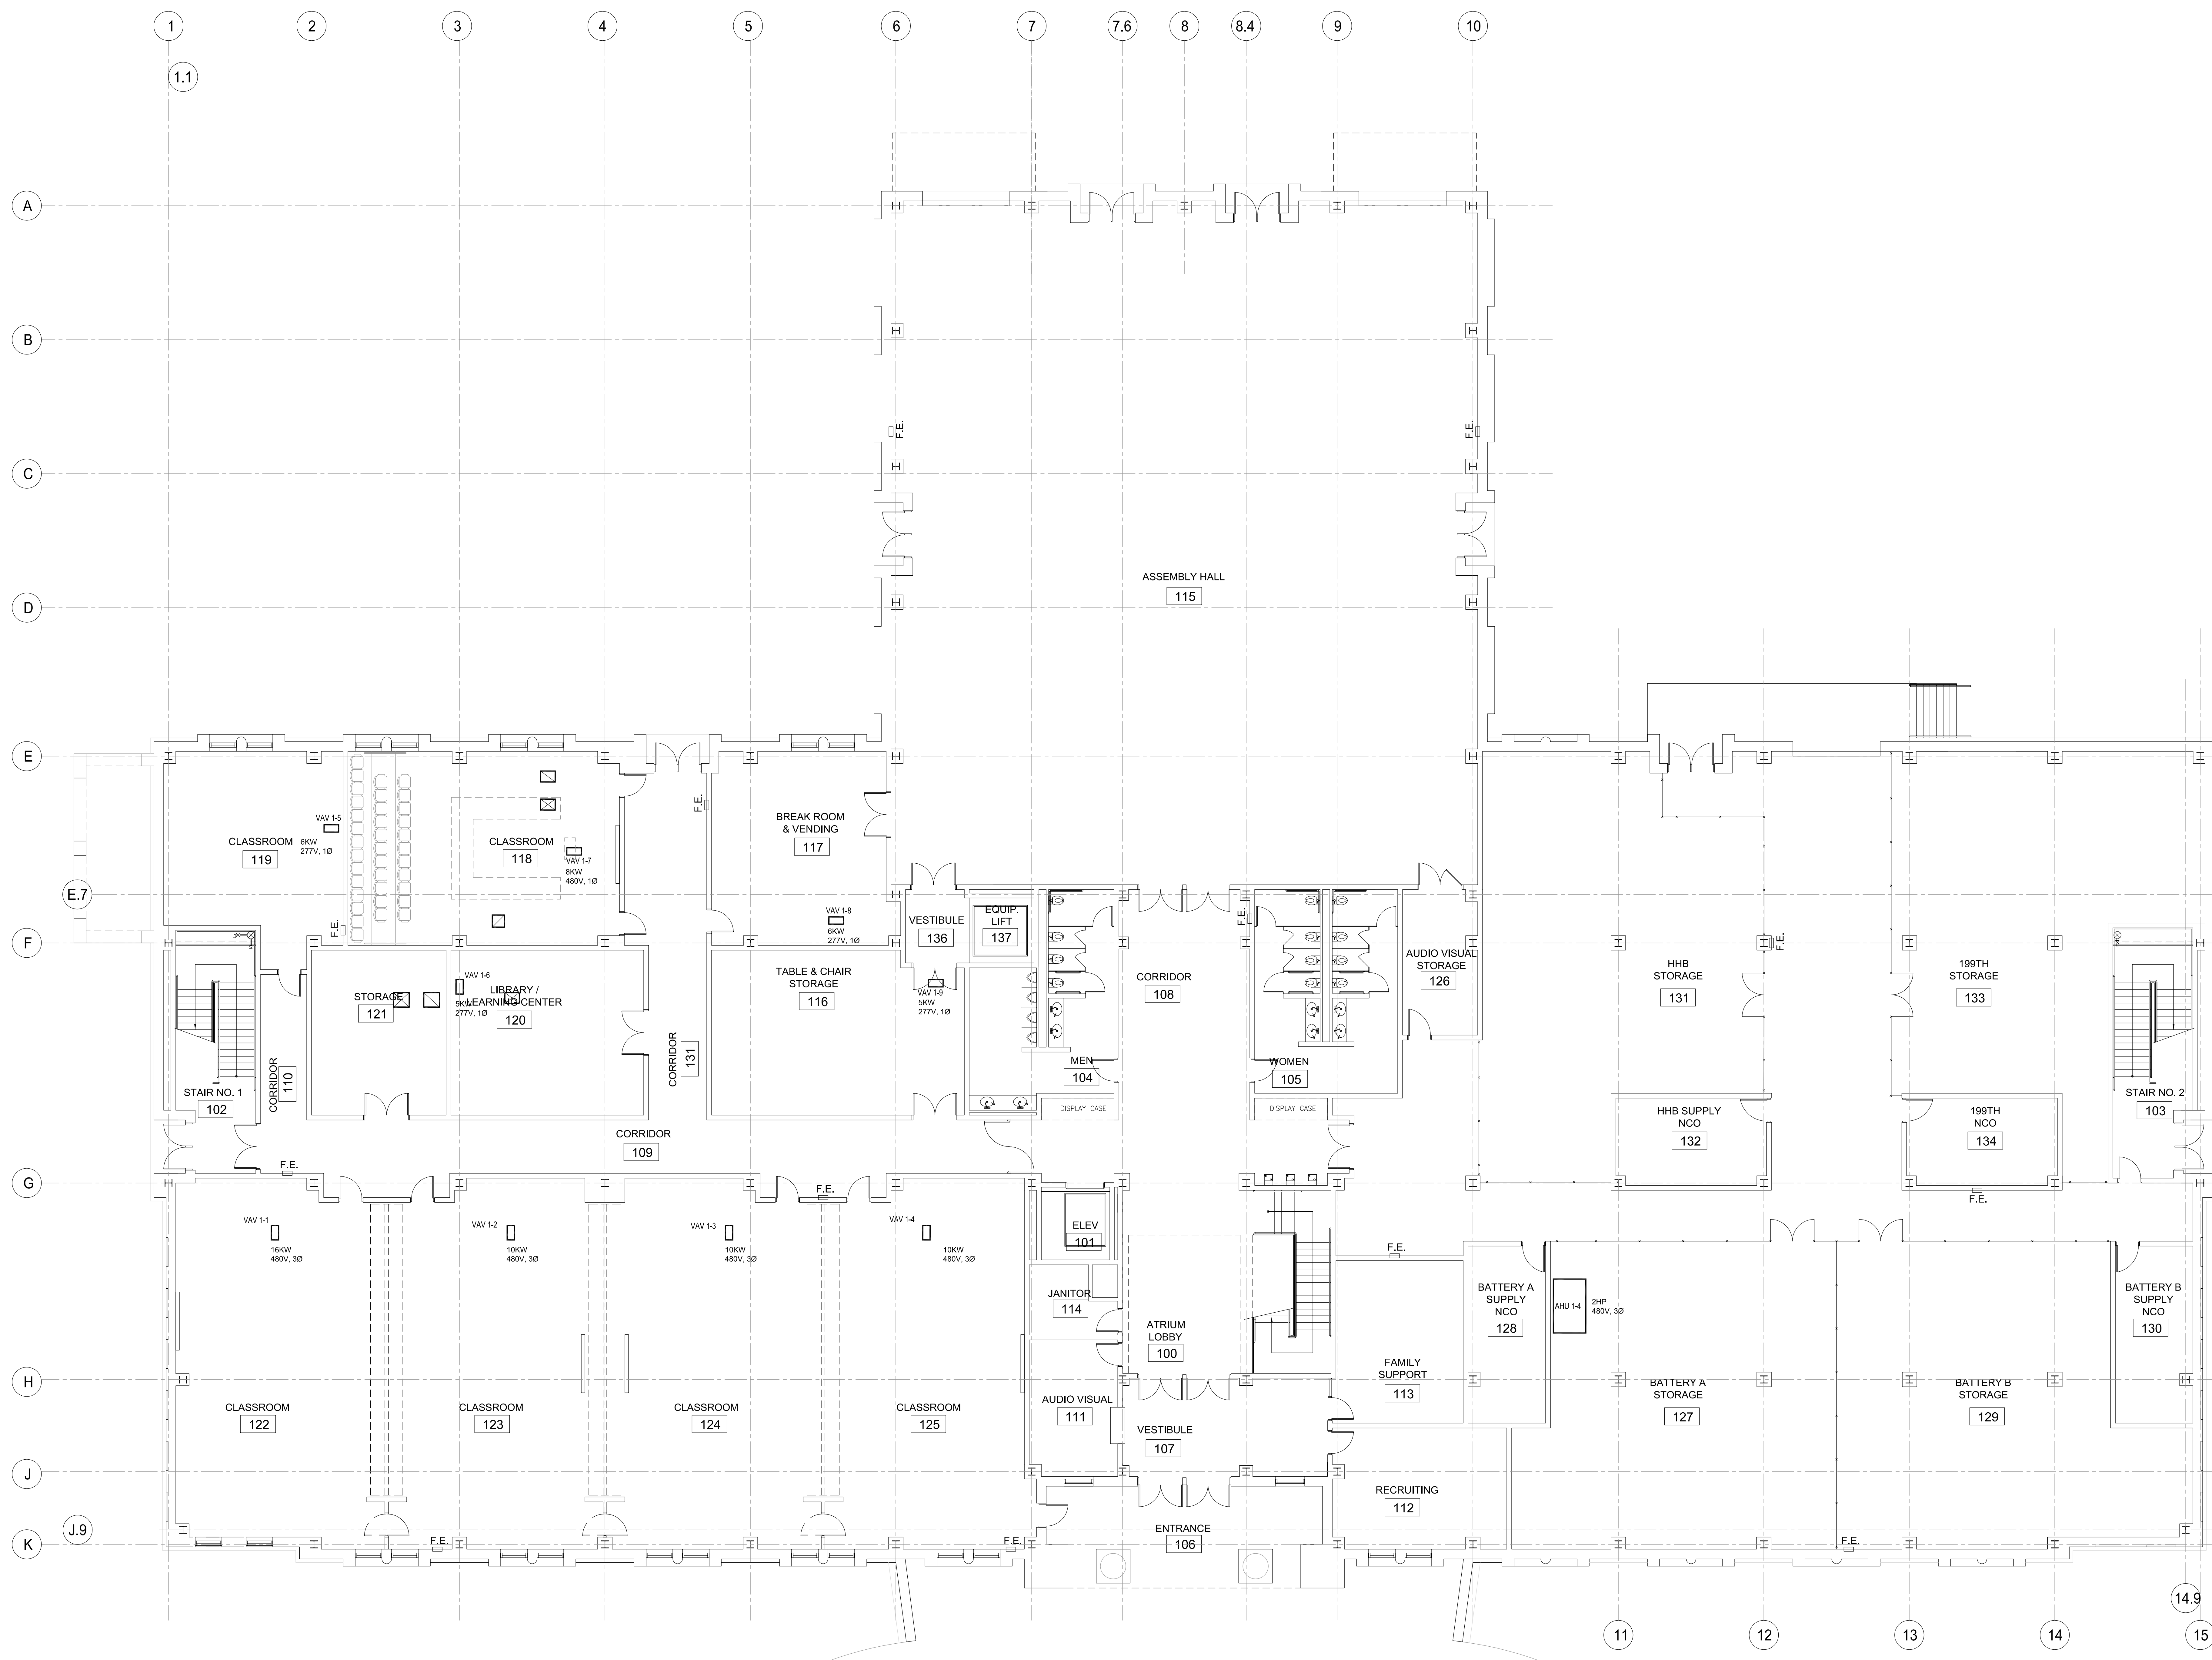 1
2
3
4
5
6
7
7.6
8
8.4
9
10
1.1
A
B
F.E.
F.E.
C
ASSEMBLY HALL
115
D
E
F.E.
VAV 1-5
CLASSROOM
119
6KW
277V, 1Ø
CLASSROOM
118
VAV 1-7
8KW
480V, 1Ø
BREAK ROOM
& VENDING
117
E.7
F.E.
VAV 1-8
6KW
277V, 1Ø
VESTIBULE
136
EQUIP.
LIFT
137
F.E.
F
F.E.
AUDIO VISUAL
STORAGE
126
HHB
STORAGE
131
199TH
STORAGE
133
STORAGE
121
VAV 1-6
5KW
277V, 1Ø
LIBRARY /
LEARNING CENTER
120
TABLE & CHAIR
STORAGE
116
VAV 1-9
5KW
277V, 1Ø
CORRIDOR
108
CORRIDOR
110
CORRIDOR
131
MEN
104
WOMEN
105
STAIR NO. 1
102
STAIR NO. 2
103
DISPLAY CASE
DISPLAY CASE
HHB SUPPLY
NCO
132
199TH
NCO
134
CORRIDOR
109
F.E.
G
F.E.
F.E.
VAV 1-1
16KW
480V, 3Ø
VAV 1-2
10KW
480V, 3Ø
VAV 1-3
10KW
480V, 3Ø
VAV 1-4
10KW
480V, 3Ø
ELEV
101
F.E.
JANITOR
114
BATTERY A
SUPPLY
NCO
128
AHU 1-4
2HP
480V, 3Ø
BATTERY B
SUPPLY
NCO
130
ATRIUM
LOBBY
100
H
FAMILY
SUPPORT
113
BATTERY A
STORAGE
127
BATTERY B
STORAGE
129
CLASSROOM
122
CLASSROOM
123
CLASSROOM
124
CLASSROOM
125
AUDIO VISUAL
111
VESTIBULE
107
J
RECRUITING
112
J.9
ENTRANCE
106
K
F.E.
F.E.
F.E.
14.9
11
12
13
14
15